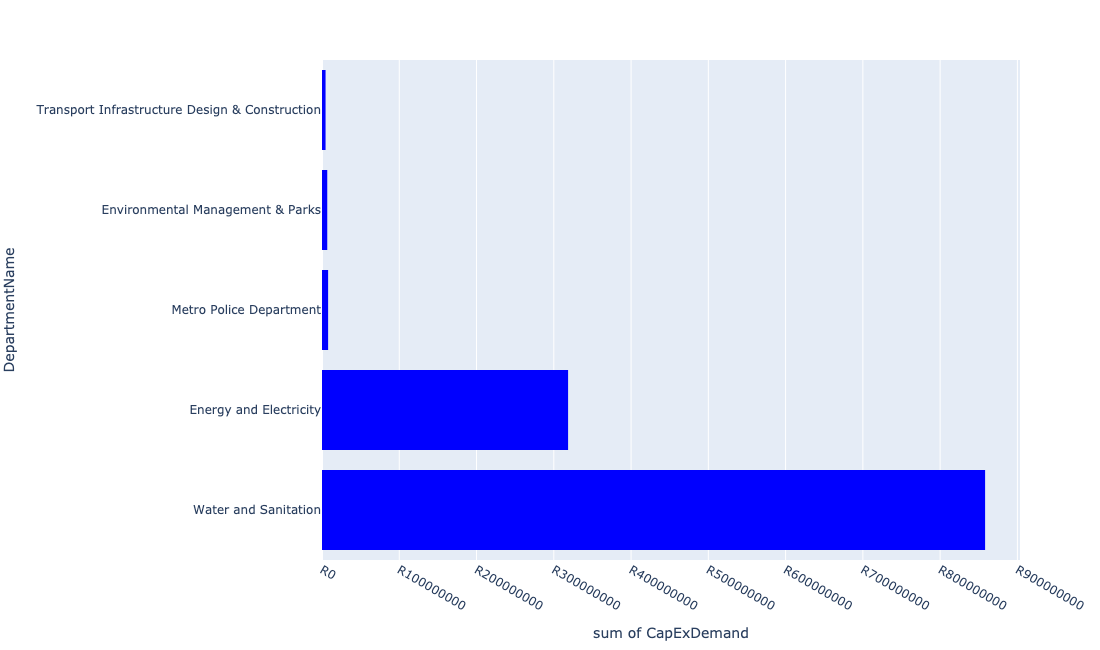 Transport Infrastructure Design & Construction
Environmental Management & Parks
Metro Police Department
Energy and Electricity
Water and Sanitation
DepartmentName
R0
R100000000
R200000000
R300000000
R400000000
R500000000
R600000000
R700000000
R800000000
R900000000
sum of CapExDemand